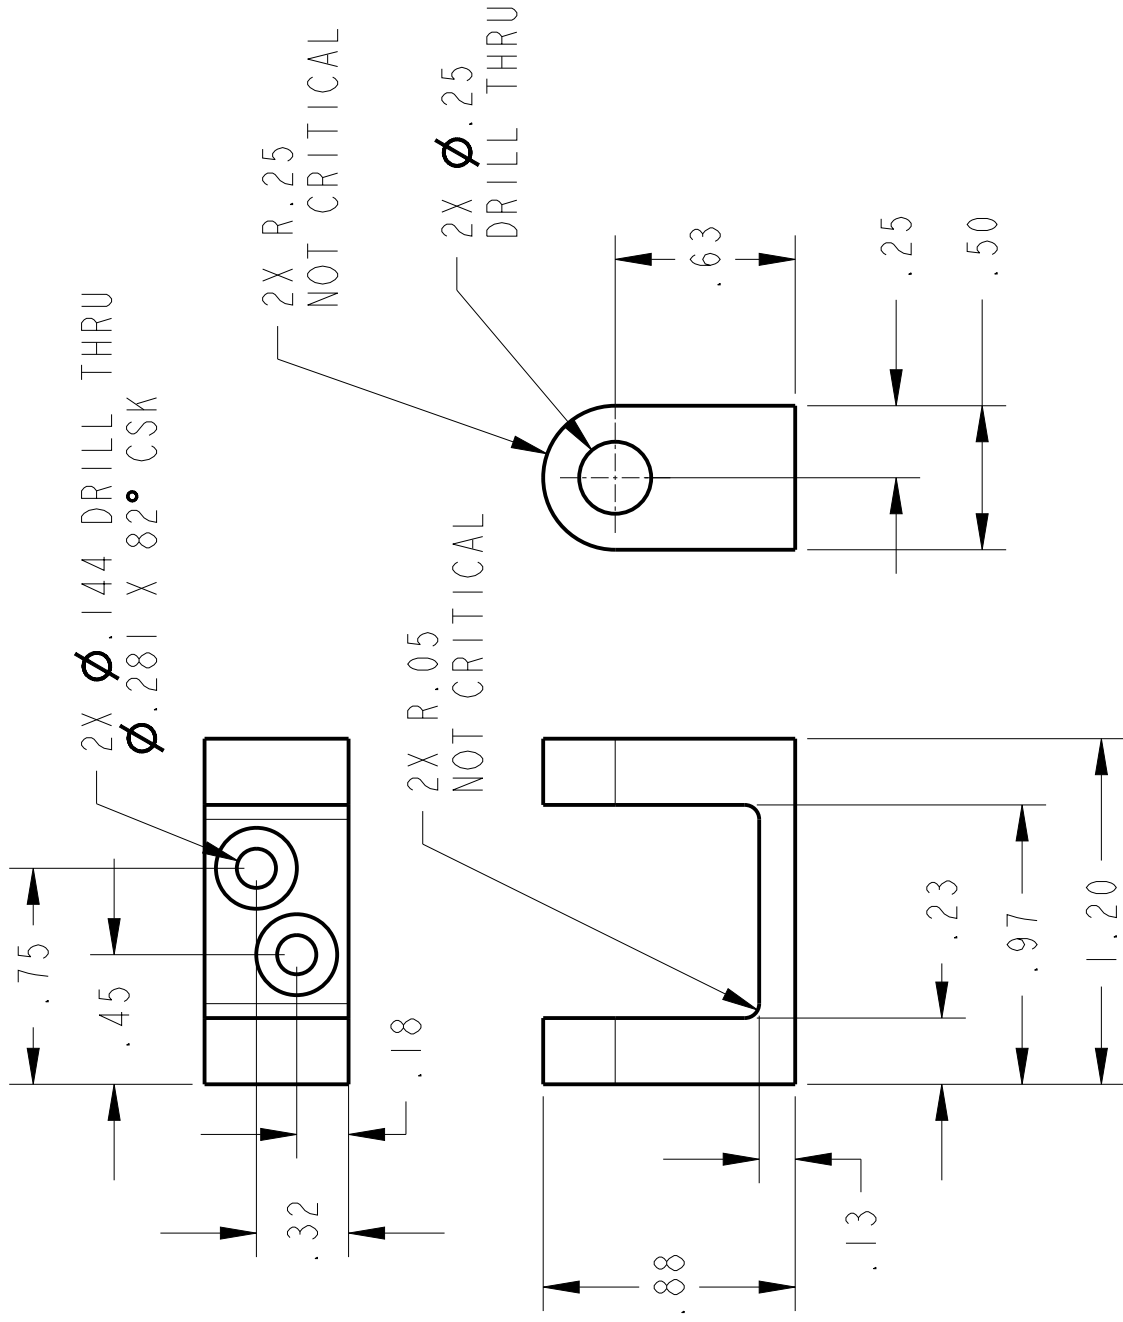 2X Ø.144 DRILL THRU
Ø.281 X 82° CSK
.75
.45
.18
.32
2X R.25
NOT CRITICAL
2X Ø.25
DRILL THRU
.63
.25
.50
2X R.05
NOT CRITICAL
.88
.13
.23
.97
1.20